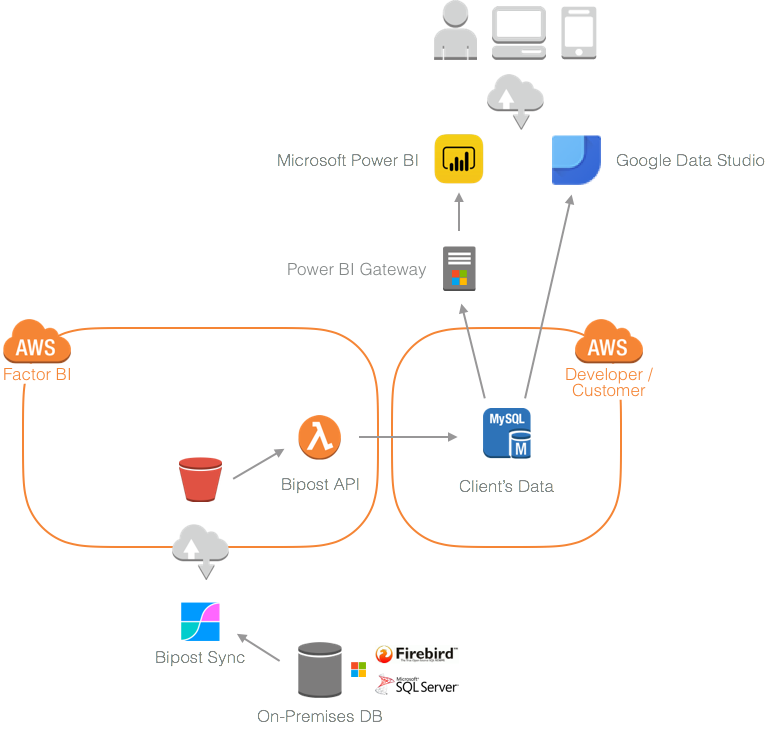 Microsoft Power BI
Google Data Studio
Power BI Gateway
AWS
Factor BI
AWS
Developer /
Customer
MySQL
M
Bipost API
Client's Data
Bipost Sync
Firebird
Microsoft
SQL Server
On-Premises DB